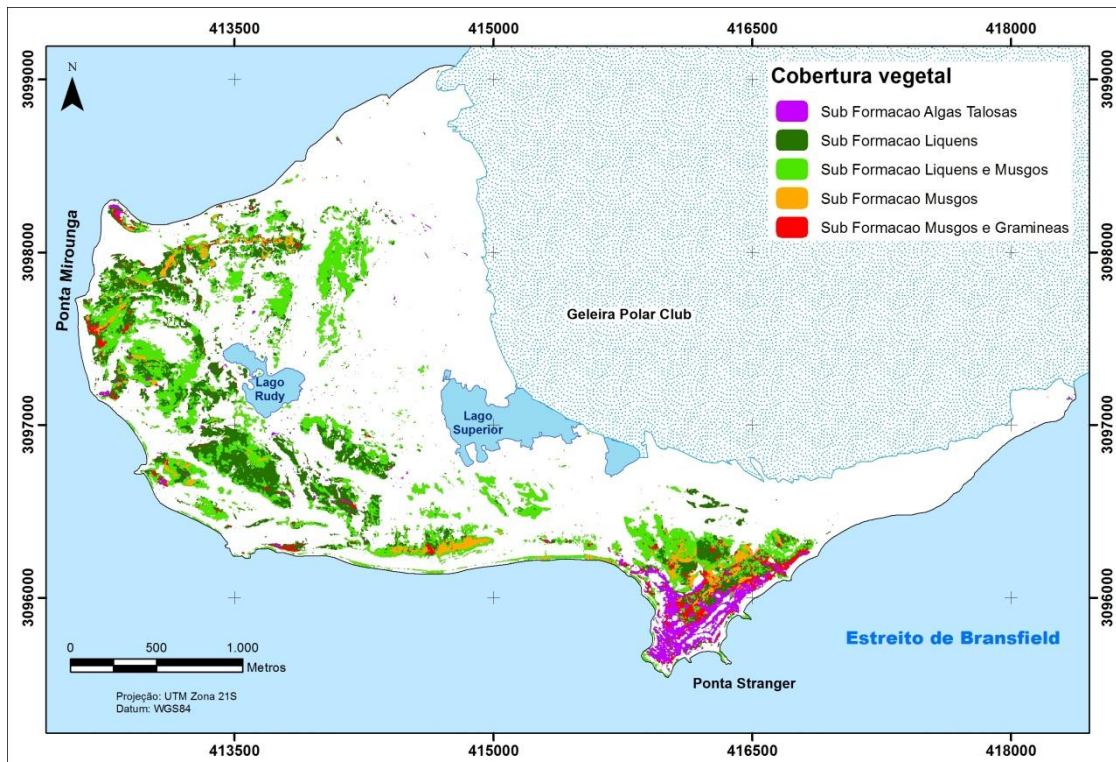 413500 415000 416500 418000
3099000 3099000
N
Cobertura vegetal
Sub Formacao Algas Talosas
Sub Formacao Liquens
Sub Formacao Liquens e Musgos
Sub Formacao Musgos
Sub Formacao Musgos e Gramineas
3098000 3098000
Ponta Mirounga
Geleira Polar Club
Lago
Rudy
Lago
Superior
3097000 3097000
3096000 3096000
Estreito de Bransfield
Ponta Stranger
0 500 1.000
Metros
Projeção: UTM Zona 21S
Datum: WGS84
413500 415000 416500 418000